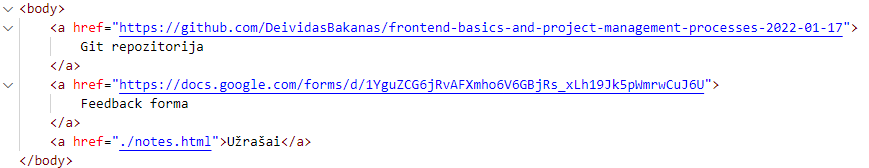 <body>
<a href="https://github.com/DeividasBakanas/frontend-basics-and-project-management-processes-2022-01-17">
Git repozitorija
</a>
<a href="https://docs.google.com/forms/d/1YguZCG6jRvAFXmho6V6GBjRs_xLh19Jk5pWmrwCuJ6U">
Feedback forma
</a>
<a href="./notes.html">Užrašai</a>
</body>